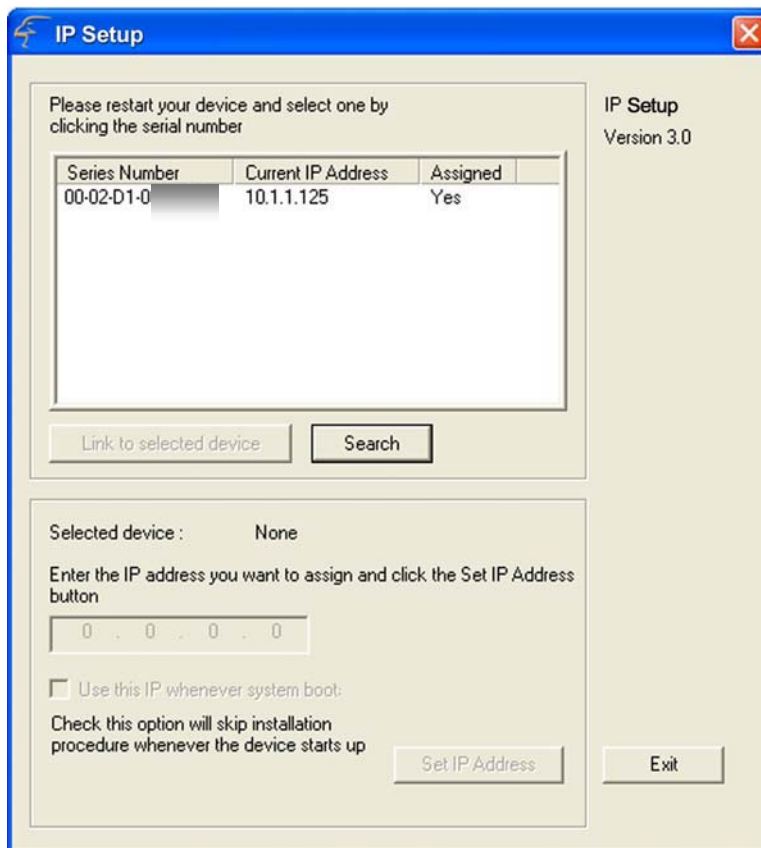 IP Setup
Please restart your device and select one by
clicking the serial number
IP Setup
Version 3.0
Series Number Current IP Address Assigned
00-02-D1-0 10.1.1.125 Yes
Link to selected device Search
Selected device : None
Enter the IP address you want to assign and click the Set IP Address
button
0 . 0 . 0 . 0
Use this IP whenever system boot
Check this option will skip installation
procedure whenever the device starts up
Set IP Address Exit